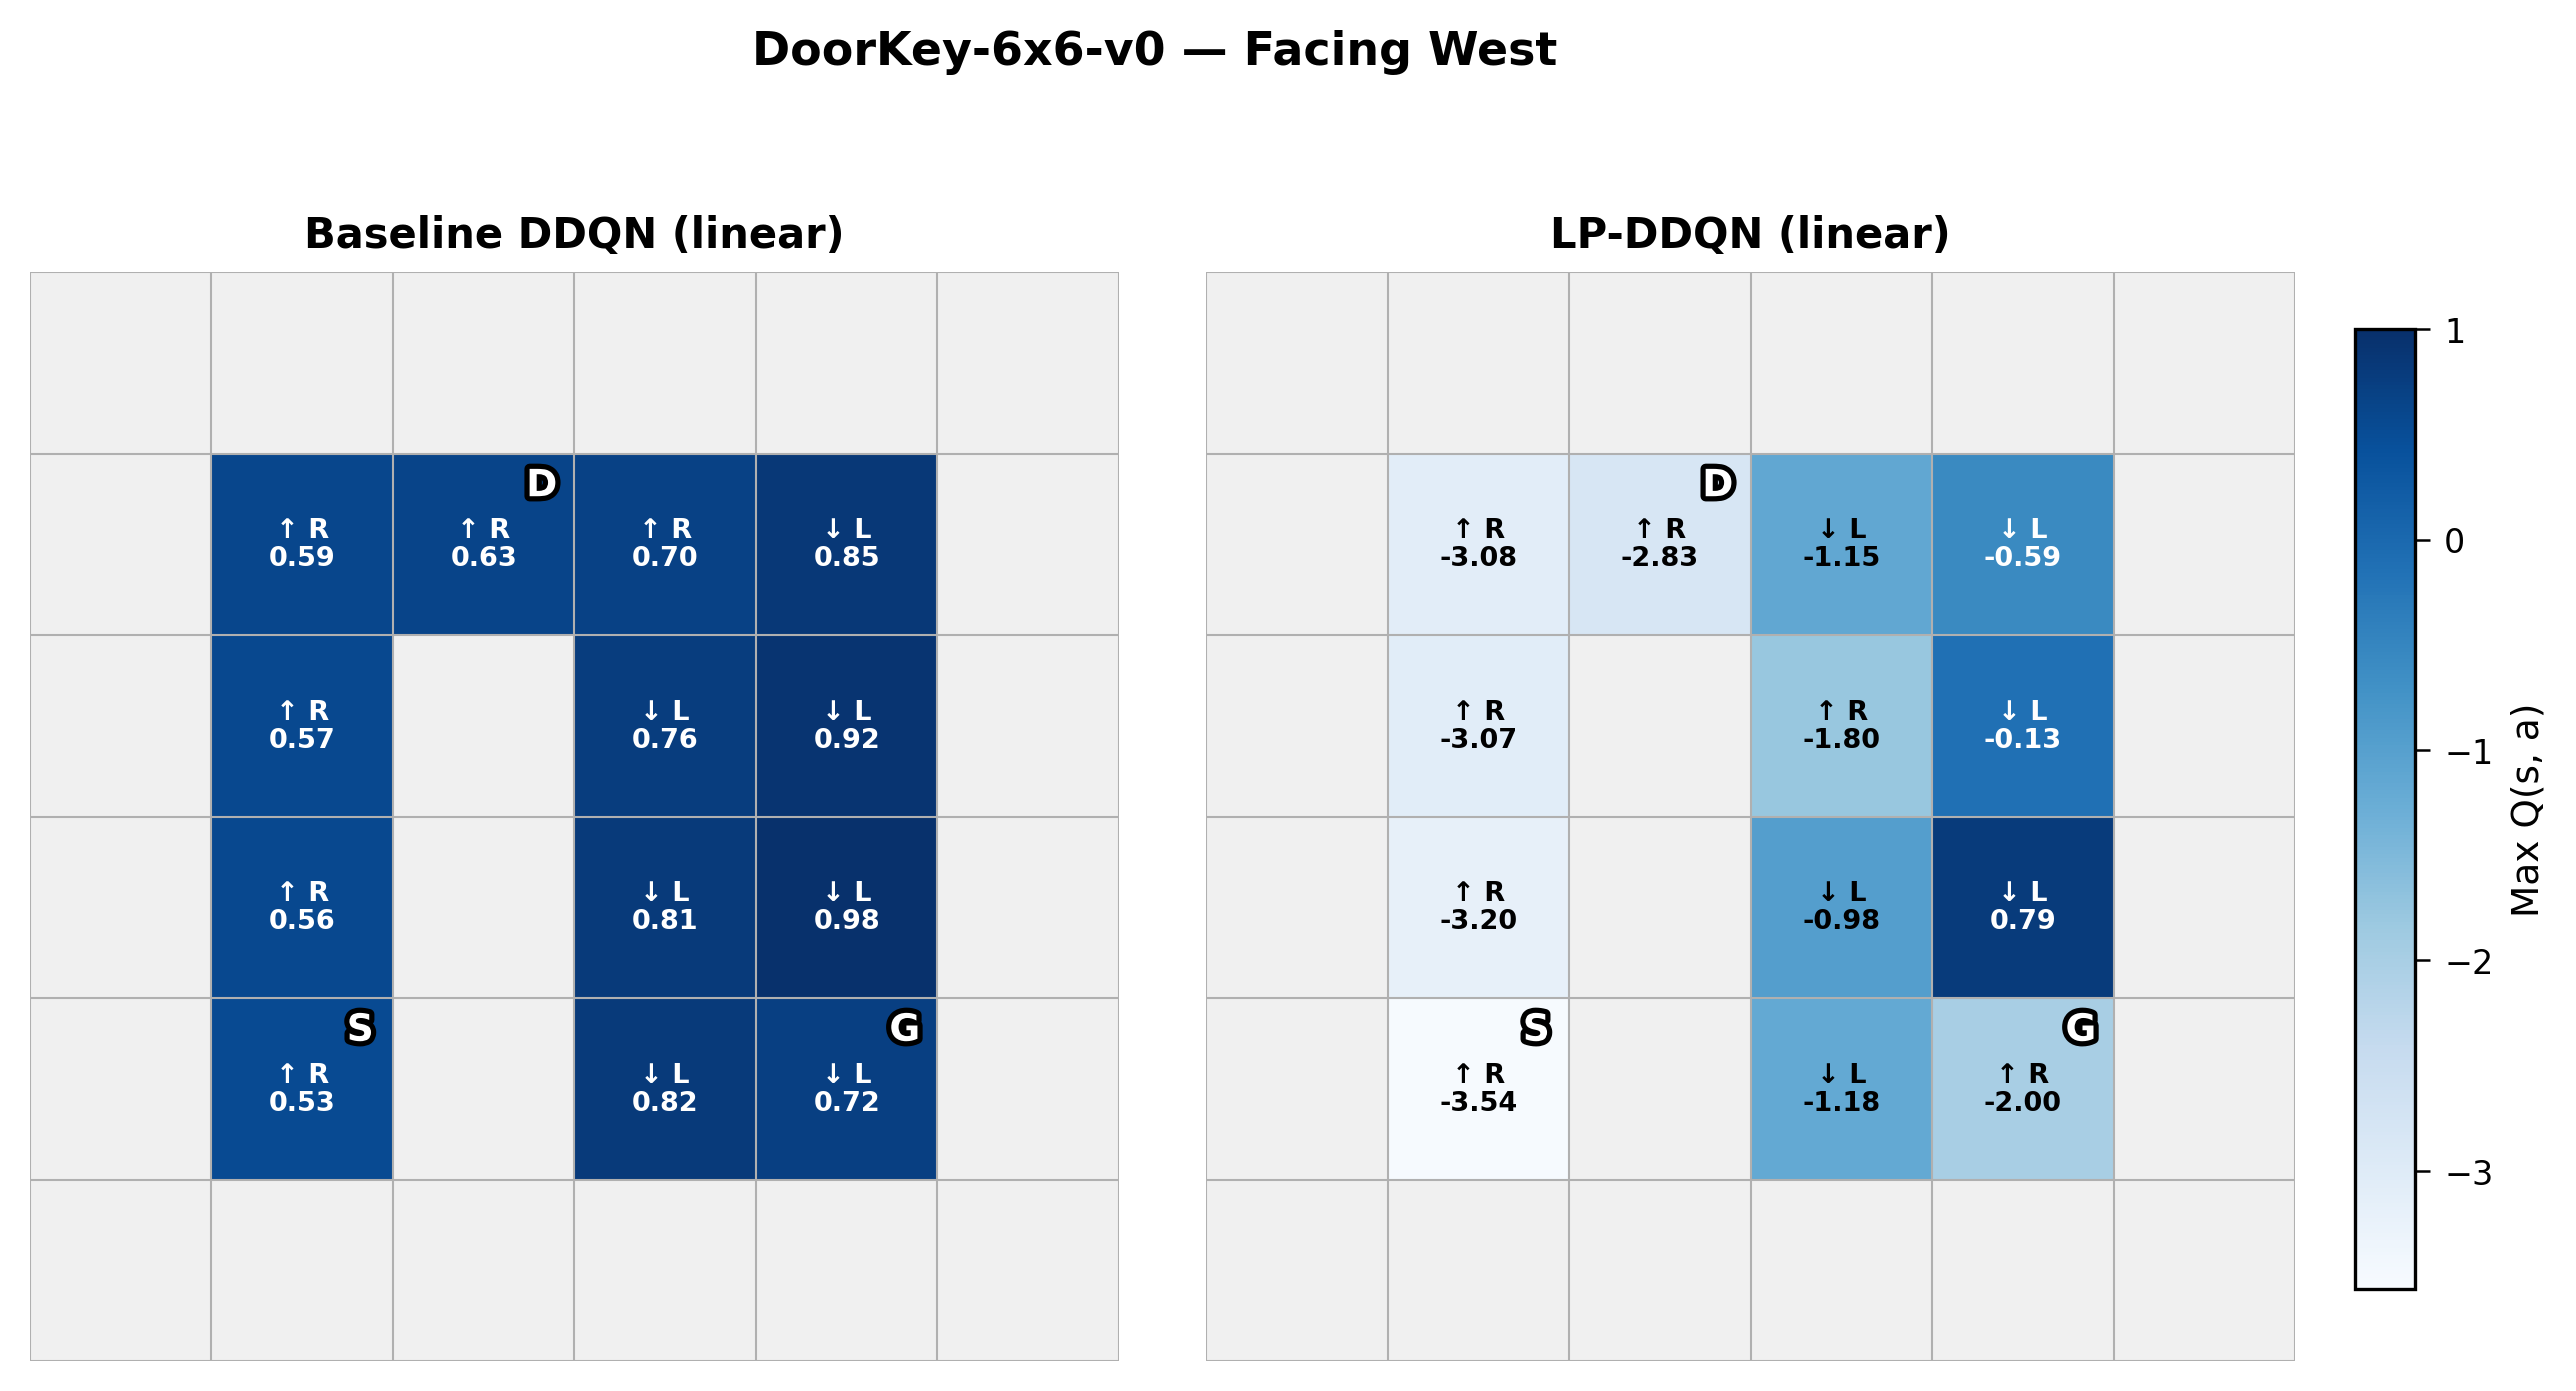 DoorKey-6x6-v0 — Facing West
Baseline DDQN (linear)
D
↑ R
0.59
↑ R
0.63
↑ R
0.70
↓ L
0.85
↑ R
0.57
↓ L
0.76
↓ L
0.92
↑ R
0.56
↓ L
0.81
↓ L
0.98
S
G
↑ R
0.53
↓ L
0.82
↓ L
0.72
LP-DDQN (linear)
D
↑ R
-3.08
↑ R
-2.83
↓ L
-1.15
↓ L
-0.59
↑ R
-3.07
↑ R
-1.80
↓ L
-0.13
↑ R
-3.20
↓ L
-0.98
↓ L
0.79
S
G
↑ R
-3.54
↓ L
-1.18
↑ R
-2.00
1
0
−1
−2
−3
Max Q(s, a)